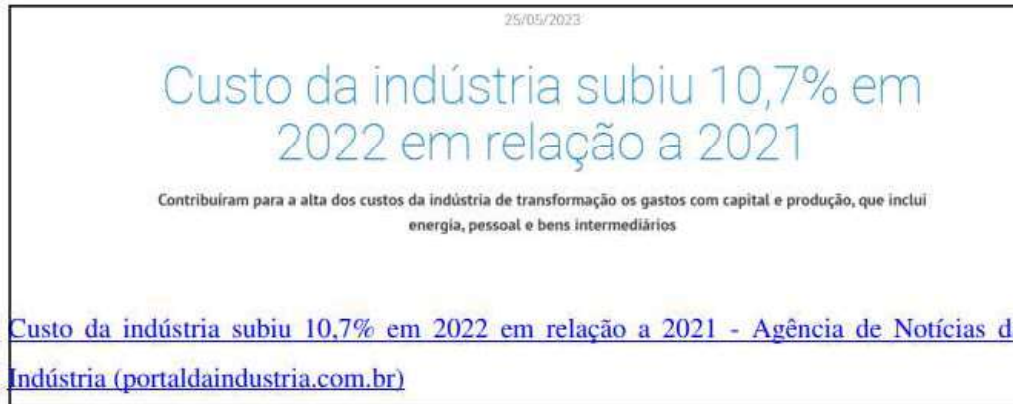 25/05/2023
Custo da indústria subiu 10,7% em
2022 em relação a 2021
Contribuíram para a alta dos custos da indústria de transformação os gastos com capital e produção, que inclui
energia, pessoal e bens intermediários
Custo da indústria subiu 10,7% em 2022 em relação a 2021 - Agência de Notícias d
Indústria (portaldaindustria.com.br)